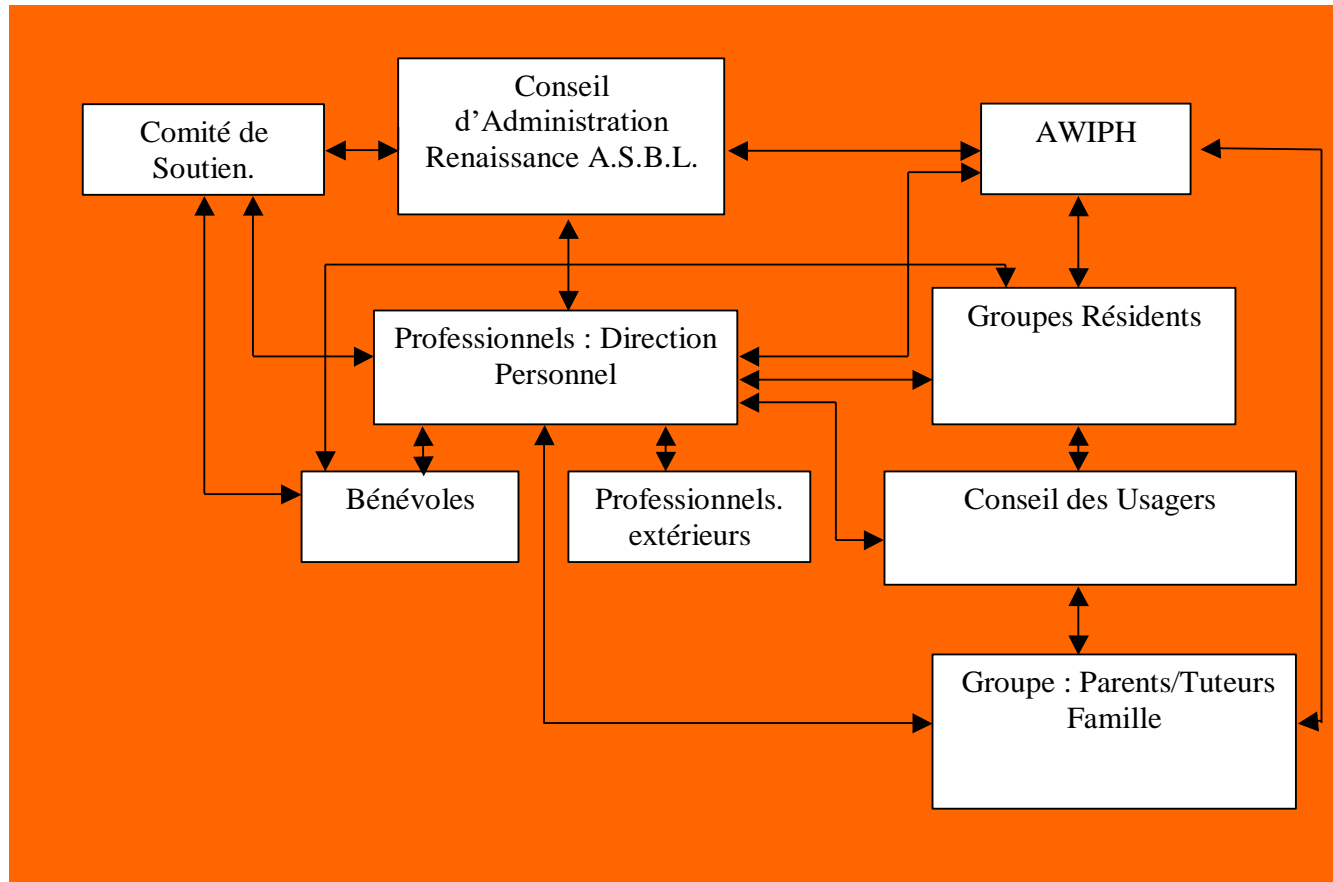 Comité de
Soutien.
Conseil
d’Administration
Renaissance A.S.B.L.
AWIPH
Professionnels : Direction
Personnel
Groupes Résidents
Bénévoles
Professionnels.
extérieurs
Conseil des Usagers
Groupe : Parents/Tuteurs
Famille